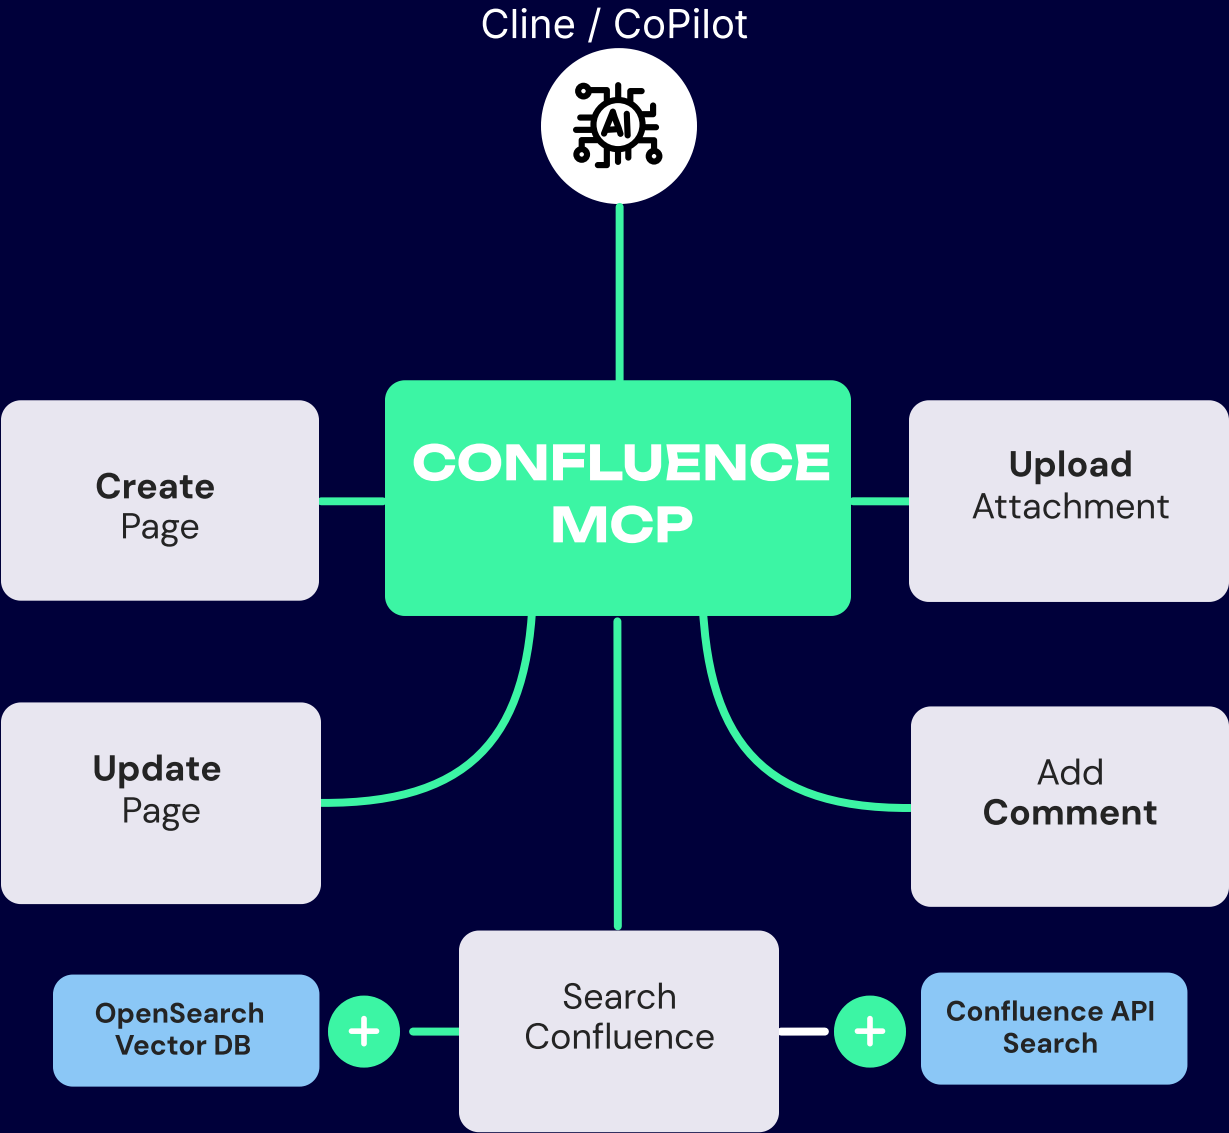 Cline / CoPilot
AI
CONFLUENCE
MCP
Create
Page
Upload
Attachment
Update
Page
Add
Comment
Search
Confluence
OpenSearch
Vector DB
Confluence API
Search